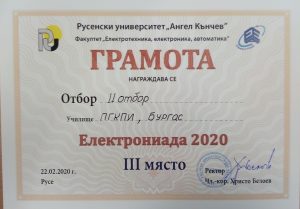 Русенски университет „Ангел Кънчев“
Факултет „Електротехника, електроника, автоматика“
ГРАМОТА
НАГРАЖДАВА СЕ
Отбор II отбор
Училище ПГКПИ, Бургас
Електрониада 2020
III място
22.02.2020 г.
Русе
Ректор
Чл.-кор. Христо Белоев